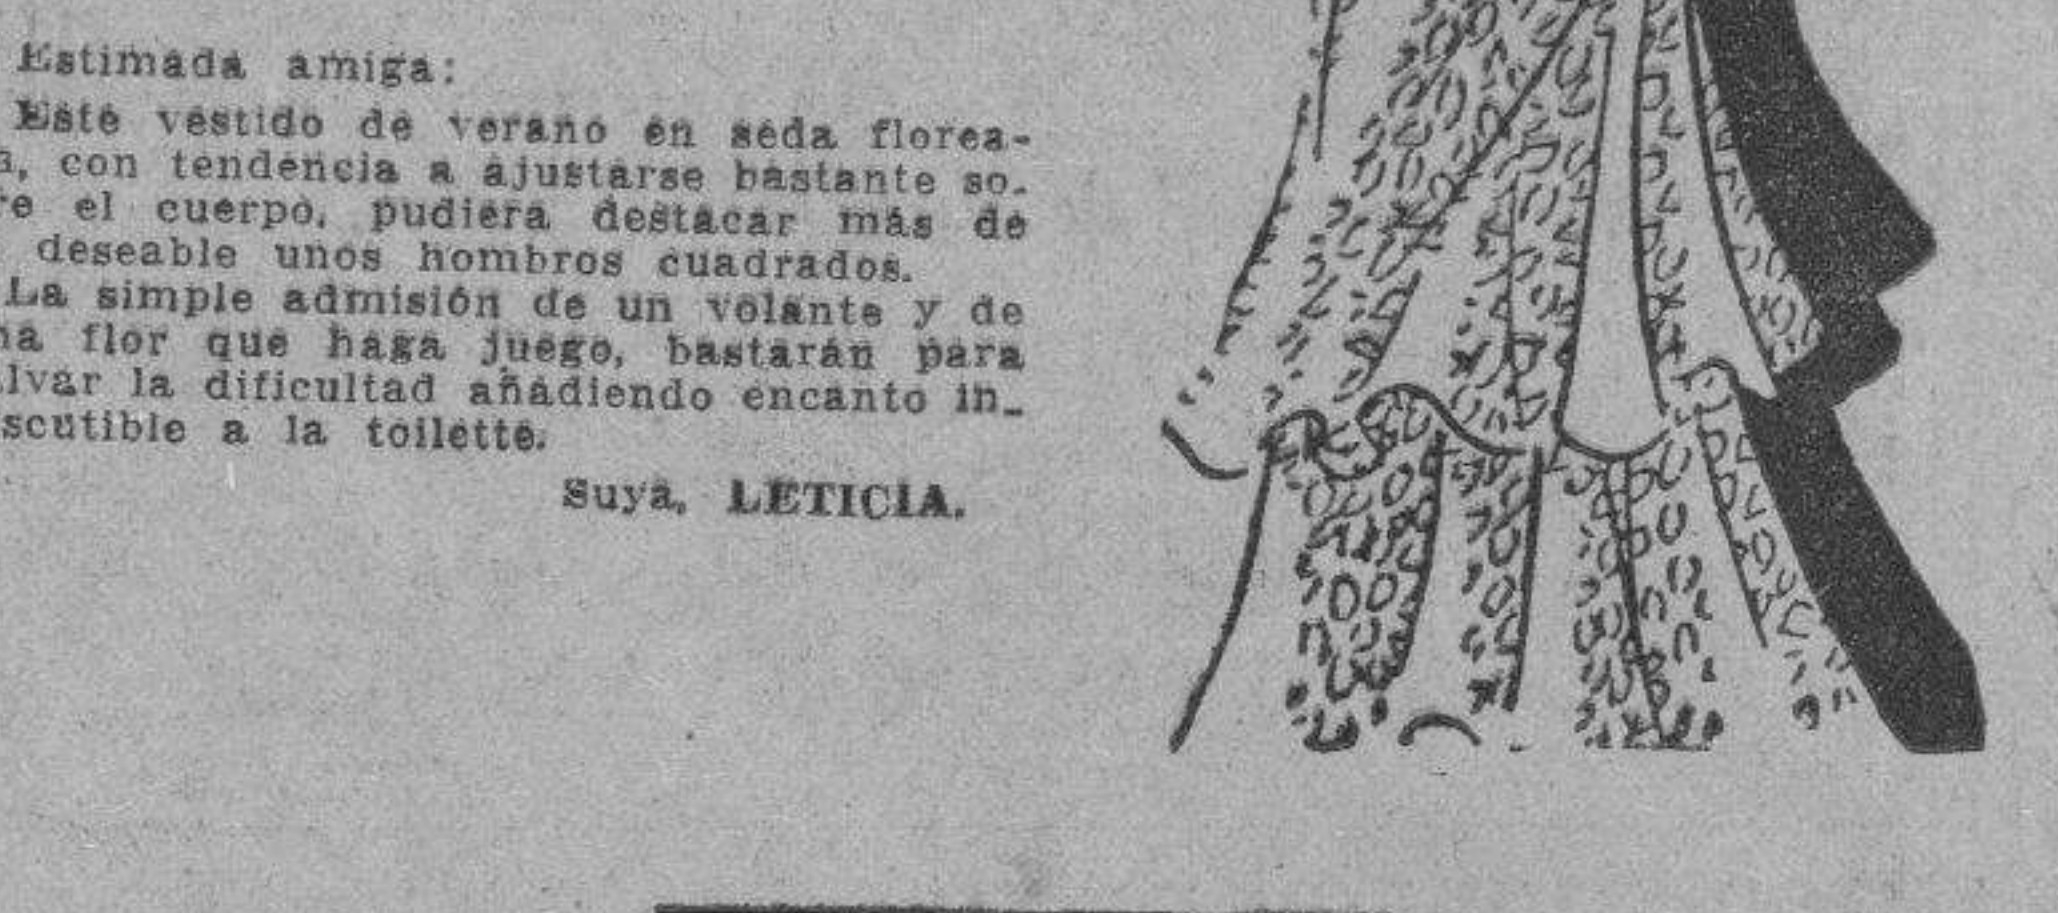 Estimada amiga:
Este vestido de verano en seda florea-
a, con tendencia a ajustarse bastante so-
re el cuerpo, pudiera destacar más de
deseable unos hombros cuadrados.
La simple admisión de un volante y de
na flor que haga juego, bastarán para
lvar la dificultad añadiendo encanto in-
scutible a la toilette.
Suya, LETICIA.